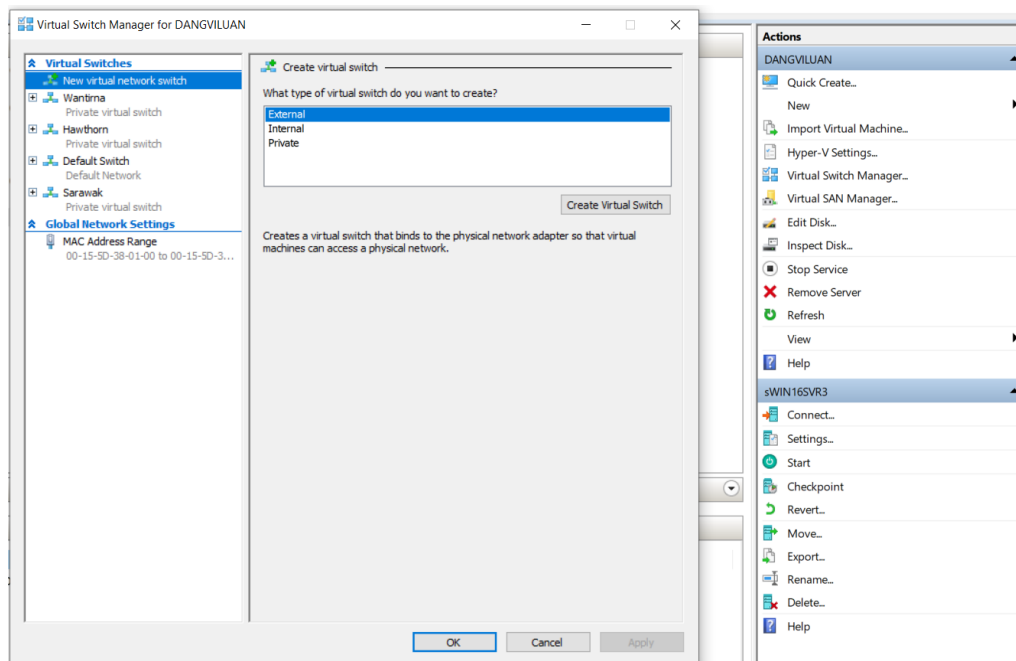 Virtual Switch Manager for DANGVILUAN
Virtual Switches
New virtual network switch
Wantirna
Private virtual switch
Hawthorn
Private virtual switch
Default Switch
Default Network
Sarawak
Private virtual switch
Global Network Settings
MAC Address Range
00-15-5D-38-01-00 to 00-15-5D-3...
Create virtual switch
What type of virtual switch do you want to create?
External
Internal
Private
Create Virtual Switch
Creates a virtual switch that binds to the physical network adapter so that virtual
machines can access a physical network.
OK
Cancel
Apply
Actions
DANGVILUAN
Quick Create...
New
Import Virtual Machine...
Hyper-V Settings...
Virtual Switch Manager...
Virtual SAN Manager...
Edit Disk...
Inspect Disk...
Stop Service
Remove Server
Refresh
View
Help
sWIN16SVR3
Connect...
Settings...
Start
Checkpoint
Revert...
Move...
Export...
Rename...
Delete...
Help